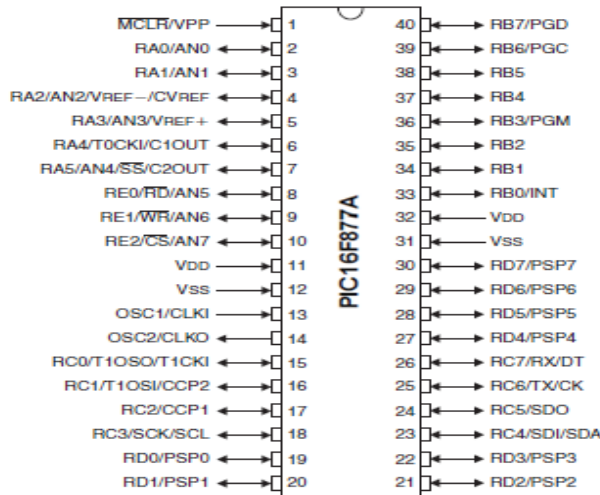 MCLR/VPP 1 40 RB7/PGD
RA0/AN0 2 39 RB6/PGC
RA1/AN1 3 38 RB5
RA2/AN2/VREF-/CVREF 4 37 RB4
RA3/AN3/VREF+ 5 36 RB3/PGM
RA4/T0CKI/C1OUT 6 35 RB2
RA5/AN4/SS/C2OUT 7 34 RB1
RE0/RD/AN5 8 33 RB0/INT
RE1/WR/AN6 9 32 VDD
RE2/CS/AN7 10 31 VSS
VDD 11 30 RD7/PSP7
VSS 12 29 RD6/PSP6
OSC1/CLKI 13 28 RD5/PSP5
OSC2/CLKO 14 27 RD4/PSP4
RC0/T1OSO/T1CKI 15 26 RC7/RX/DT
RC1/T1OSI/CCP2 16 25 RC6/TX/CK
RC2/CCP1 17 24 RC5/SDO
RC3/SCK/SCL 18 23 RC4/SDI/SDA
RD0/PSP0 19 22 RD3/PSP3
RD1/PSP1 20 21 RD2/PSP2
PIC16F877A